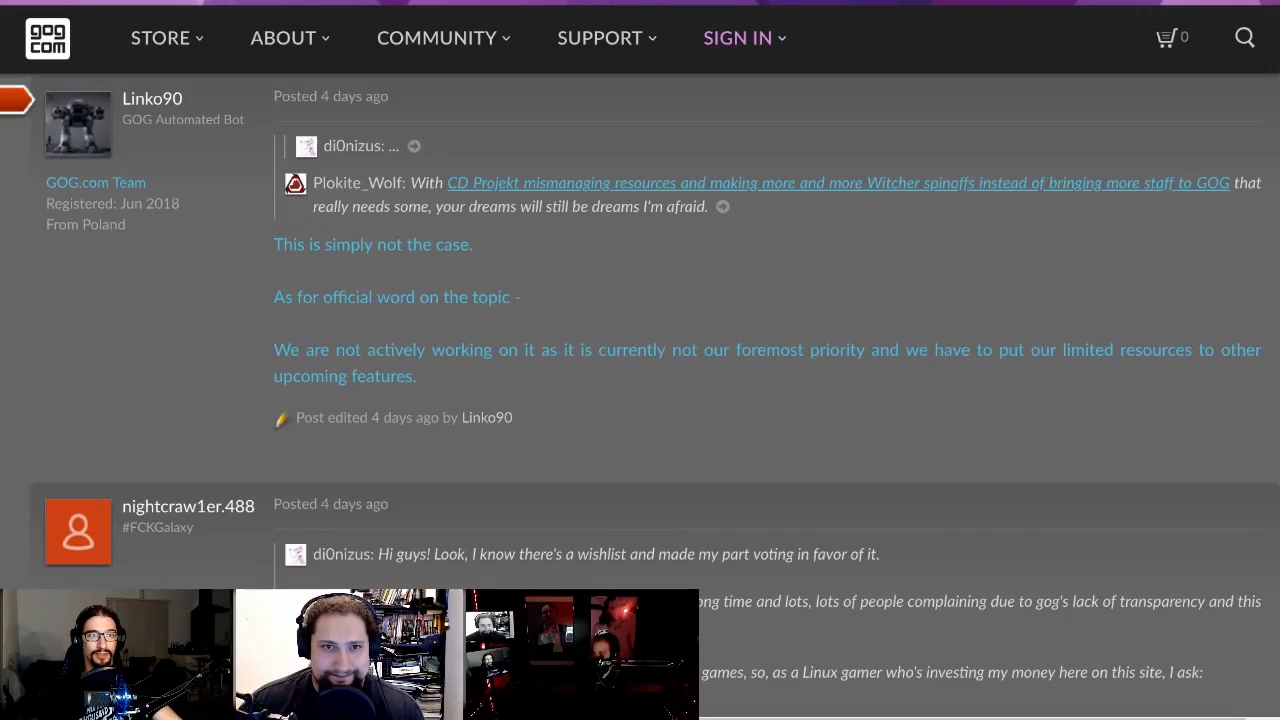 gog
com
STORE
ABOUT
COMMUNITY
SUPPORT
SIGN IN
0
Linko90
GOG Automated Bot
GOG.com Team
Registered: Jun 2018
From Poland
Posted 4 days ago
di0nizus: ...
Plokite_Wolf: With CD Projekt mismanaging resources and making more and more Witcher spinoffs instead of bringing more staff to GOG that
really needs some, your dreams will still be dreams I'm afraid.
This is simply not the case.
As for official word on the topic -
We are not actively working on it as it is currently not our foremost priority and we have to put our limited resources to other
upcoming features.
Post edited 4 days ago by Linko90
nightcraw1er.488
#FCKGalaxy
Posted 4 days ago
di0nizus: Hi guys! Look, I know there's a wishlist and made my part voting in favor of it.
ong time and lots, lots of people complaining due to gog's lack of transparency and this
games, so, as a Linux gamer who's investing my money here on this site, I ask: